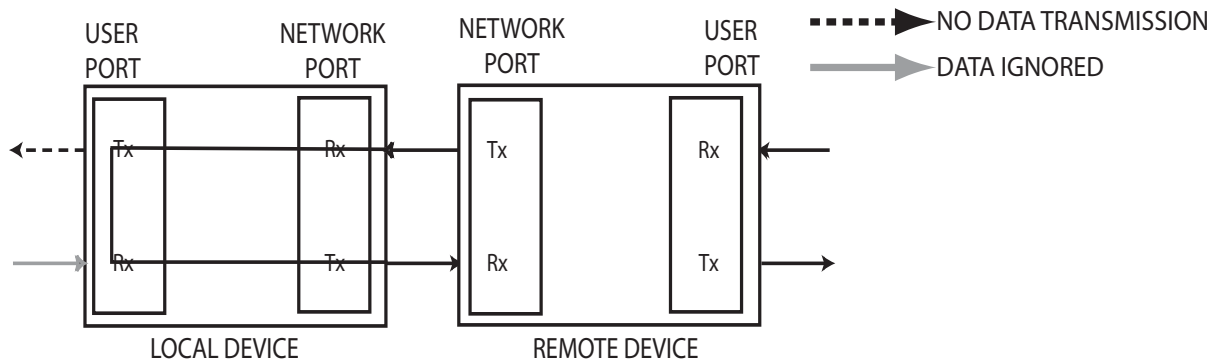 NO DATA TRANSMISSION
DATA IGNORED
USER
PORT
NETWORK
PORT
NETWORK
PORT
USER
PORT
Tx
Rx
Tx
Rx
Rx
Tx
Rx
Tx
LOCAL DEVICE
REMOTE DEVICE